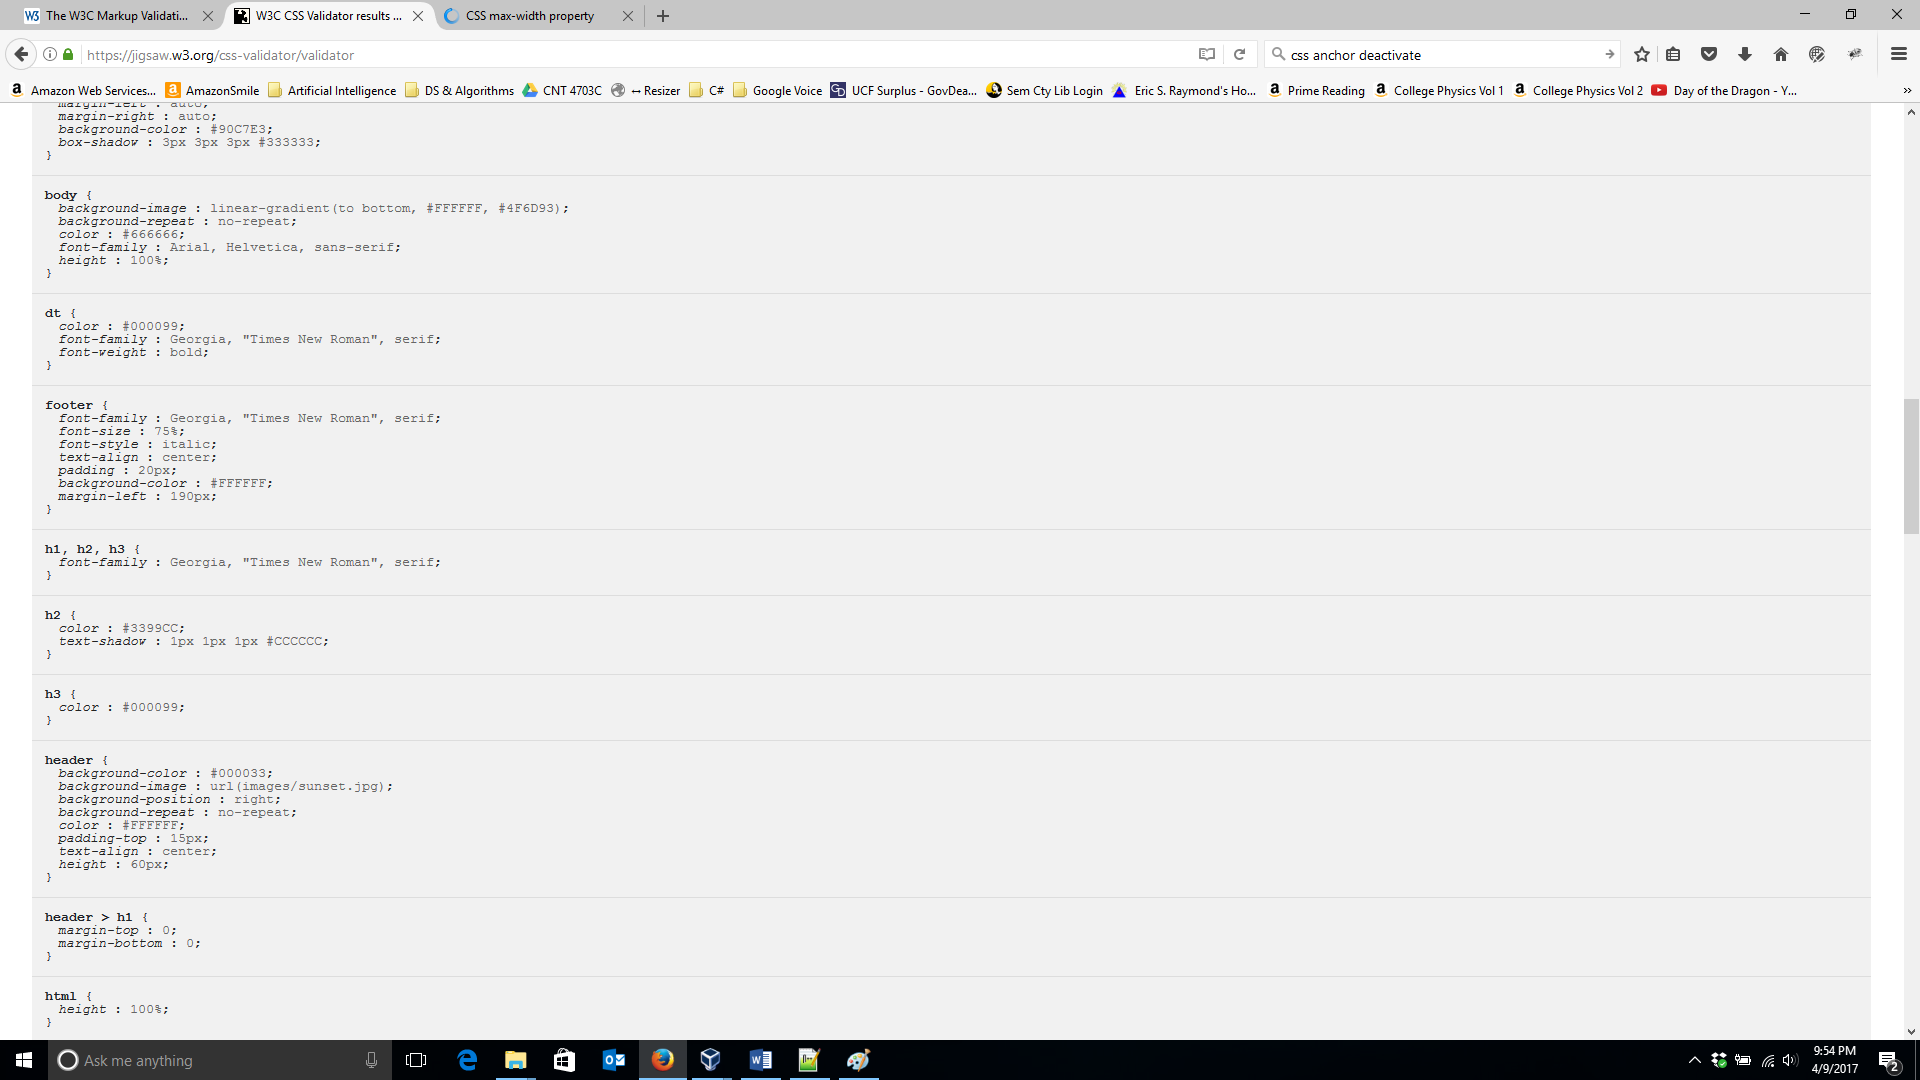 The W3C Markup Validati...
W3C CSS Validator results ...
CSS max-width property
https://jigsaw.w3.org/css-validator/validator
css anchor deactivate
Amazon Web Services...
AmazonSmile
Artificial Intelligence
DS & Algorithms
CNT 4703C
↔ Resizer
C#
Google Voice
UCF Surplus - GovDea...
Sem Cty Lib Login
Eric S. Raymond's Ho...
Prime Reading
College Physics Vol 1
College Physics Vol 2
Day of the Dragon - Y...
margin-left : auto;
margin-right : auto;
background-color : #90C7E3;
box-shadow : 3px 3px 3px #333333;
}
body {
background-image : linear-gradient(to bottom, #FFFFFF, #4F6D93);
background-repeat : no-repeat;
color : #666666;
font-family : Arial, Helvetica, sans-serif;
height : 100%;
}
dt {
color : #000099;
font-family : Georgia, "Times New Roman", serif;
font-weight : bold;
}
footer {
font-family : Georgia, "Times New Roman", serif;
font-size : 75%;
font-style : italic;
text-align : center;
padding : 20px;
background-color : #FFFFFF;
margin-left : 190px;
}
h1, h2, h3 {
font-family : Georgia, "Times New Roman", serif;
}
h2 {
color : #3399CC;
text-shadow : 1px 1px 1px #CCCCCC;
}
h3 {
color : #000099;
}
header {
background-color : #000033;
background-image : url(images/sunset.jpg);
background-position : right;
background-repeat : no-repeat;
color : #FFFFFF;
padding-top : 15px;
text-align : center;
height : 60px;
}
header > h1 {
margin-top : 0;
margin-bottom : 0;
}
html {
height : 100%;
}
Ask me anything
9:54 PM
4/9/2017
2